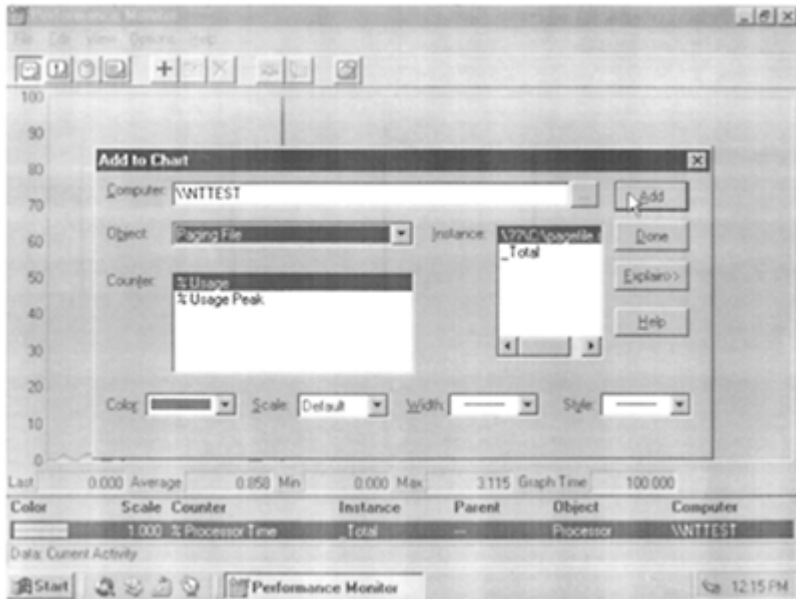 Performance Monitor
File Edit View Options Help
100
90
80
70
60
50
40
30
20
10
0
Add to Chart
Computer: \\NTTEST
Add
Object: Paging File
Instance: \??\C:\pagefile.s
_Total
Done
Counter: % Usage
% Usage Peak
Explain>>
Help
Color: Scale: Default Width: Style:
Last 0.000 Average 0.858 Min 0.000 Max 3.115 Graph Time 100.000
Color Scale Counter Instance Parent Object Computer
1.000 % Processor Time _Total --- Processor \\NTTEST
Data: Current Activity
Start Performance Monitor 12:15 PM